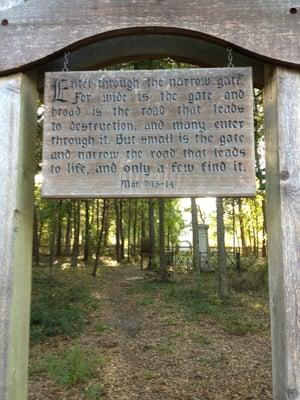 Enter through the narrow gate.
For wide is the gate and
broad is the road that leads
to destruction, and many enter
through it. But small is the gate
and narrow the road that leads
to life, and only a few find it.
Mat. 7:13-14